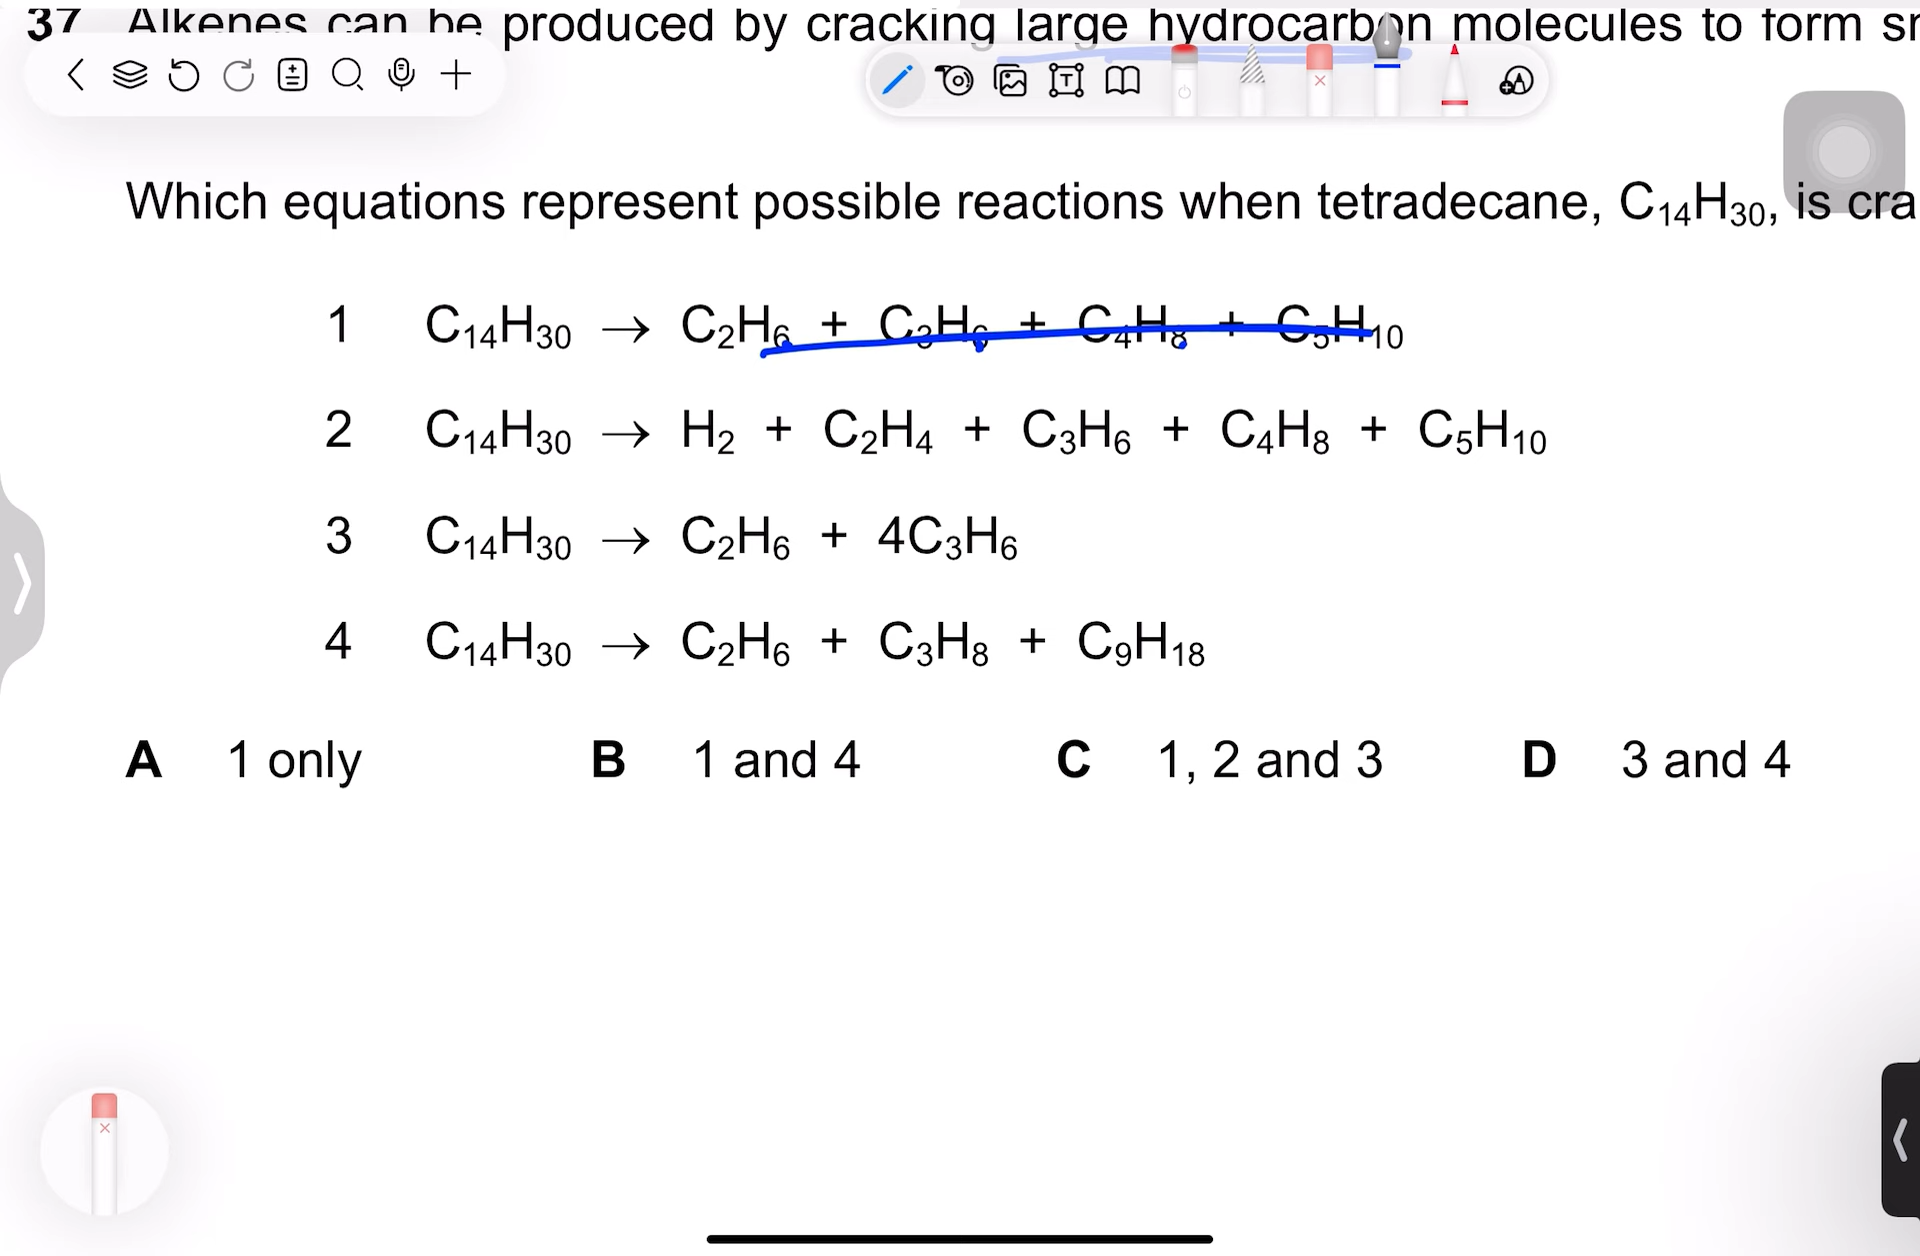 37 Alkenes can be produced by cracking large hydrocarbon molecules to form
Which equations represent possible reactions when tetradecane, C₁₄H₃₀, is cra
1 C₁₄H₃₀ → C₂H₆ + C₃H₆ + C₄H₈ + C₅H₁₀
2 C₁₄H₃₀ → H₂ + C₂H₄ + C₃H₆ + C₄H₈ + C₅H₁₀
3 C₁₄H₃₀ → C₂H₆ + 4C₃H₆
4 C₁₄H₃₀ → C₂H₆ + C₃H₈ + C₉H₁₈
A 1 only B 1 and 4 C 1, 2 and 3 D 3 and 4